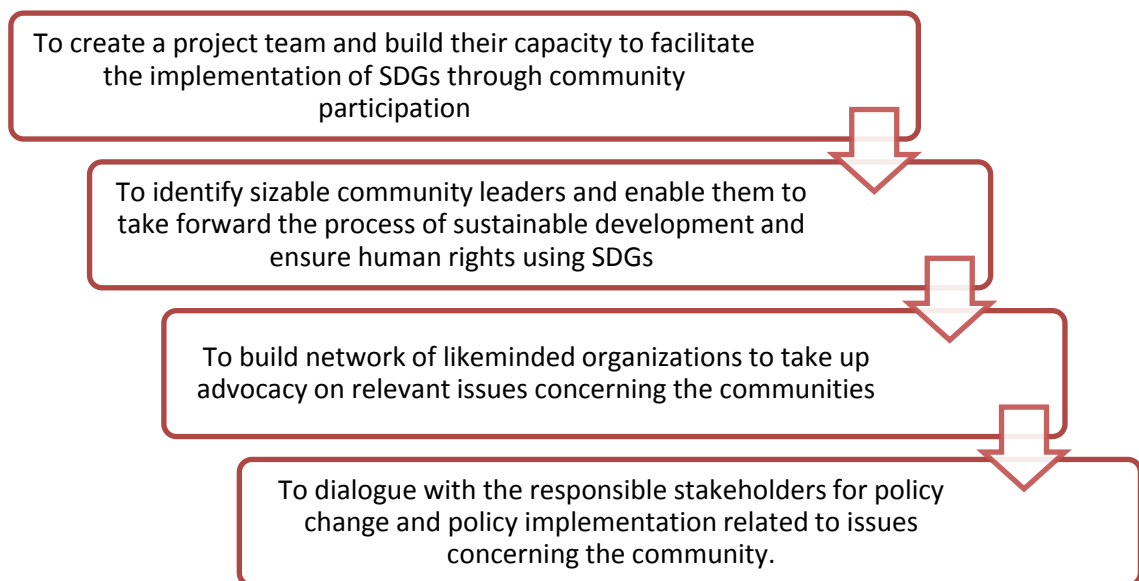 To create a project team and build their capacity to facilitate
the implementation of SDGs through community
participation
To identify sizable community leaders and enable them to
take forward the process of sustainable development and
ensure human rights using SDGs
To build network of likeminded organizations to take up
advocacy on relevant issues concerning the communities
To dialogue with the responsible stakeholders for policy
change and policy implementation related to issues
concerning the community.